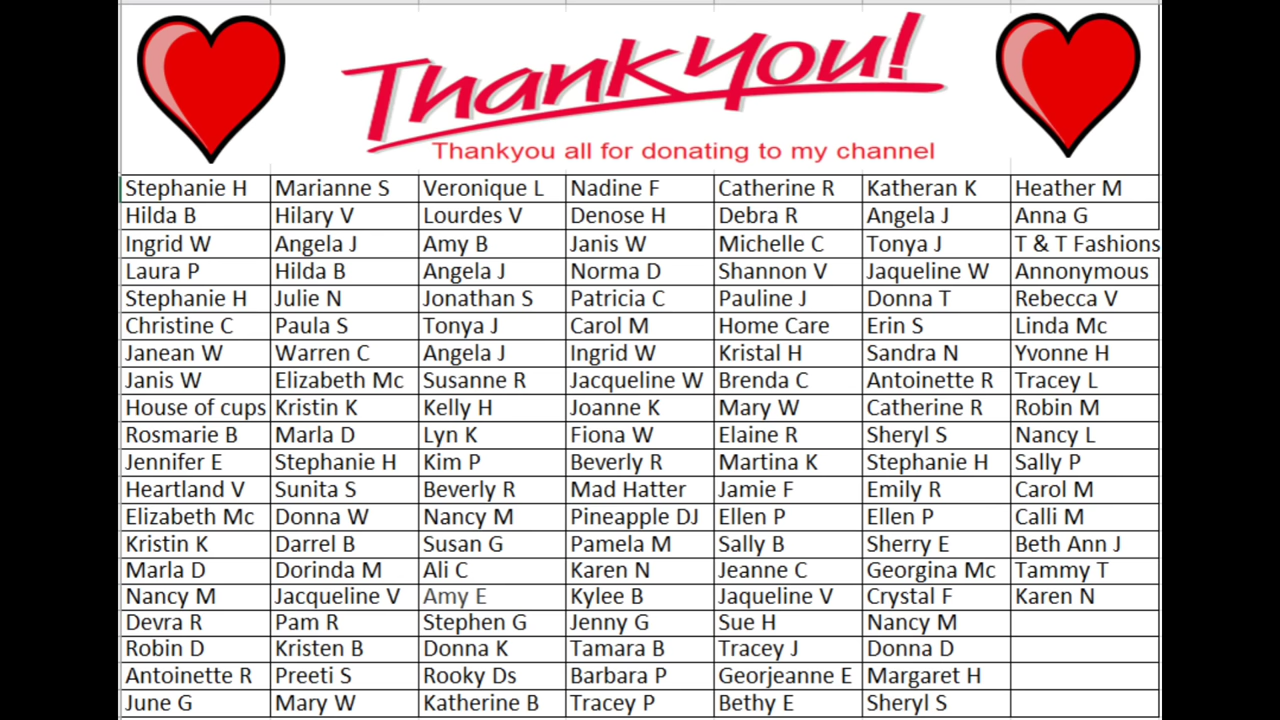 Thank You!
Thankyou all for donating to my channel
Stephanie H Marianne S Veronique L Nadine F Catherine R Katheran K Heather M
Hilda B Hilary V Lourdes V Denose H Debra R Angela J Anna G
Ingrid W Angela J Amy B Janis W Michelle C Tonya J T & T Fashions
Laura P Hilda B Angela J Norma D Shannon V Jaqueline W Annonymous
Stephanie H Julie N Jonathan S Patricia C Pauline J Donna T Rebecca V
Christine C Paula S Tonya J Carol M Home Care Erin S Linda Mc
Janean W Warren C Angela J Ingrid W Kristal H Sandra N Yvonne H
Janis W Elizabeth Mc Susanne R Jacqueline W Brenda C Antoinette R Tracey L
House of cups Kristin K Kelly H Joanne K Mary W Catherine R Robin M
Rosmarie B Marla D Lyn K Fiona W Elaine R Sheryl S Nancy L
Jennifer E Stephanie H Kim P Beverly R Martina K Stephanie H Sally P
Heartland V Sunita S Beverly R Mad Hatter Jamie F Emily R Carol M
Elizabeth Mc Donna W Nancy M Pineapple DJ Ellen P Ellen P Calli M
Kristin K Darrel B Susan G Pamela M Sally B Sherry E Beth Ann J
Marla D Dorinda M Ali C Karen N Jeanne C Georgina Mc Tammy T
Nancy M Jacqueline V Amy E Kylee B Jaqueline V Crystal F Karen N
Devra R Pam R Stephen G Jenny G Sue H Nancy M
Robin D Kristen B Donna K Tamara B Tracey J Donna D
Antoinette R Preeti S Rooky Ds Barbara P Georjeanne E Margaret H
June G Mary W Katherine B Tracey P Bethy E Sheryl S